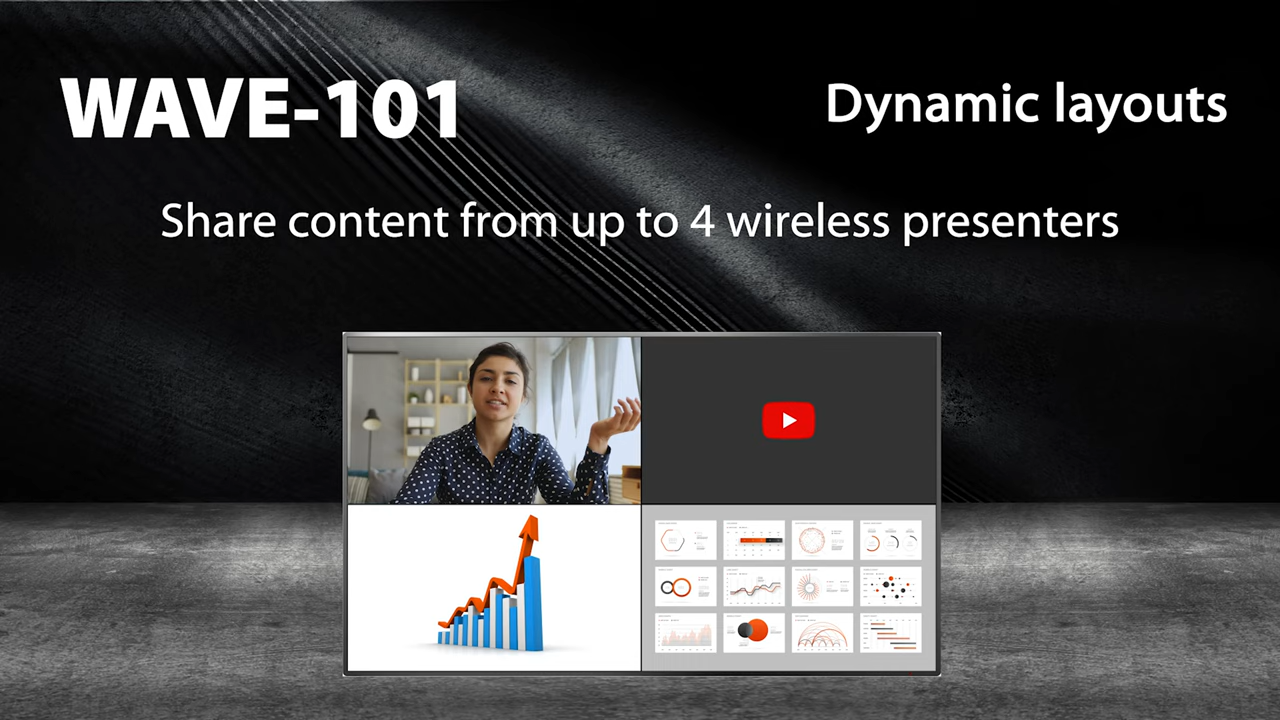 WAVE-101
Dynamic layouts
Share content from up to 4 wireless presenters